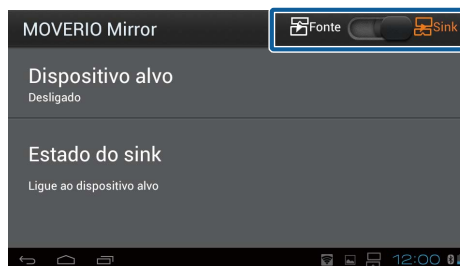 MOVERIO Mirror
Fonte
Sink
Dispositivo alvo
Desligado
Estado do sink
Ligue ao dispositivo alvo
12:00